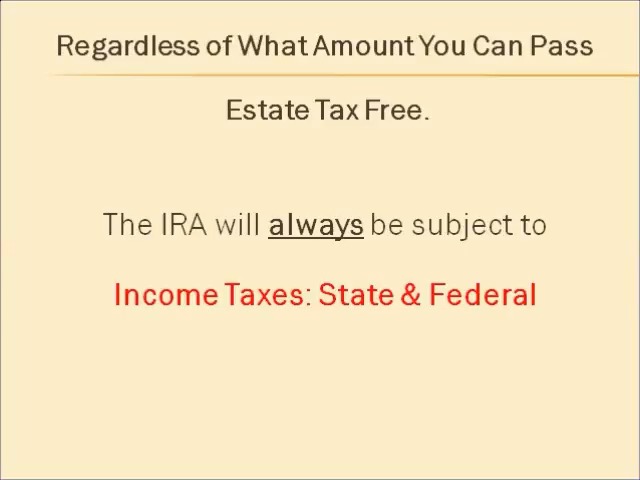 Regardless of What Amount You Can Pass
Estate Tax Free.
The IRA will always be subject to
Income Taxes: State & Federal